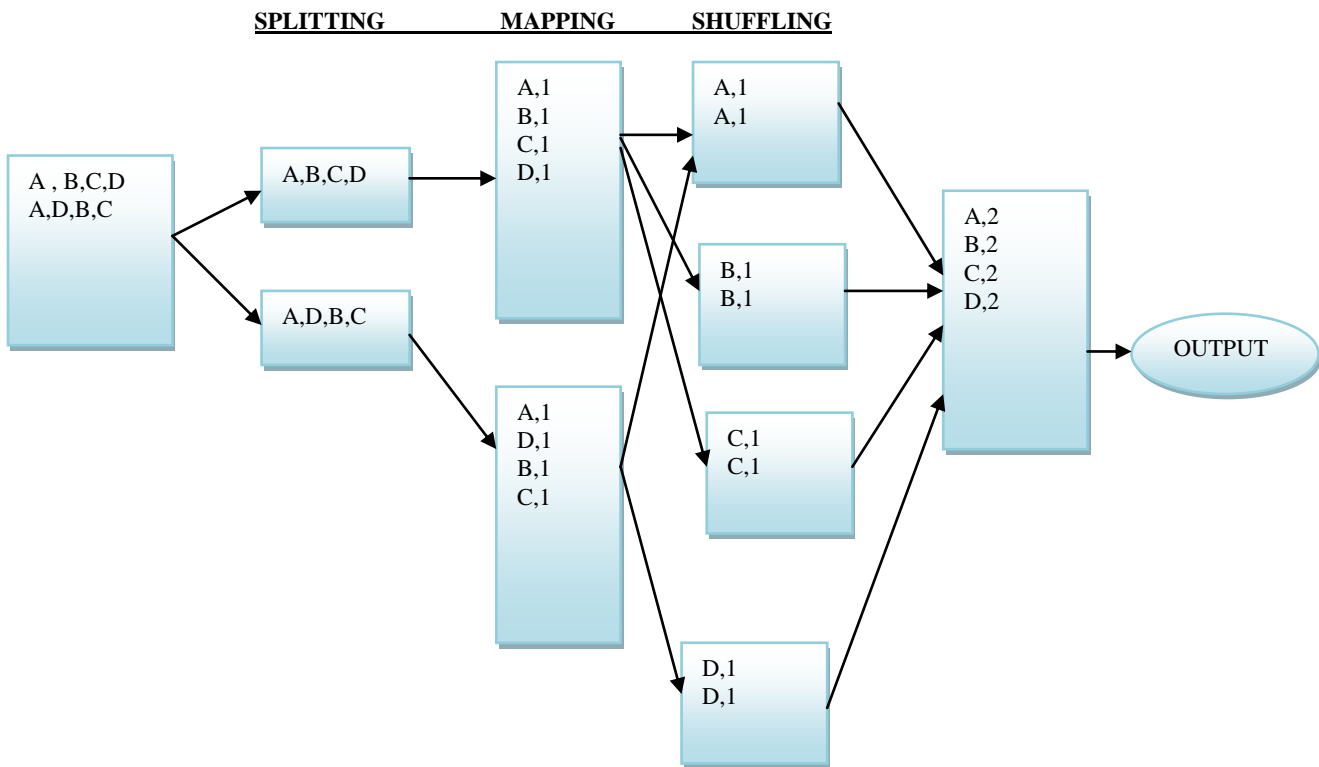 SPLITTING MAPPING SHUFFLING
A , B,C,D
A,D,B,C
A,B,C,D
A,D,B,C
A,1
B,1
C,1
D,1
A,1
D,1
B,1
C,1
A,1
A,1
B,1
B,1
C,1
C,1
D,1
D,1
A,2
B,2
C,2
D,2
OUTPUT